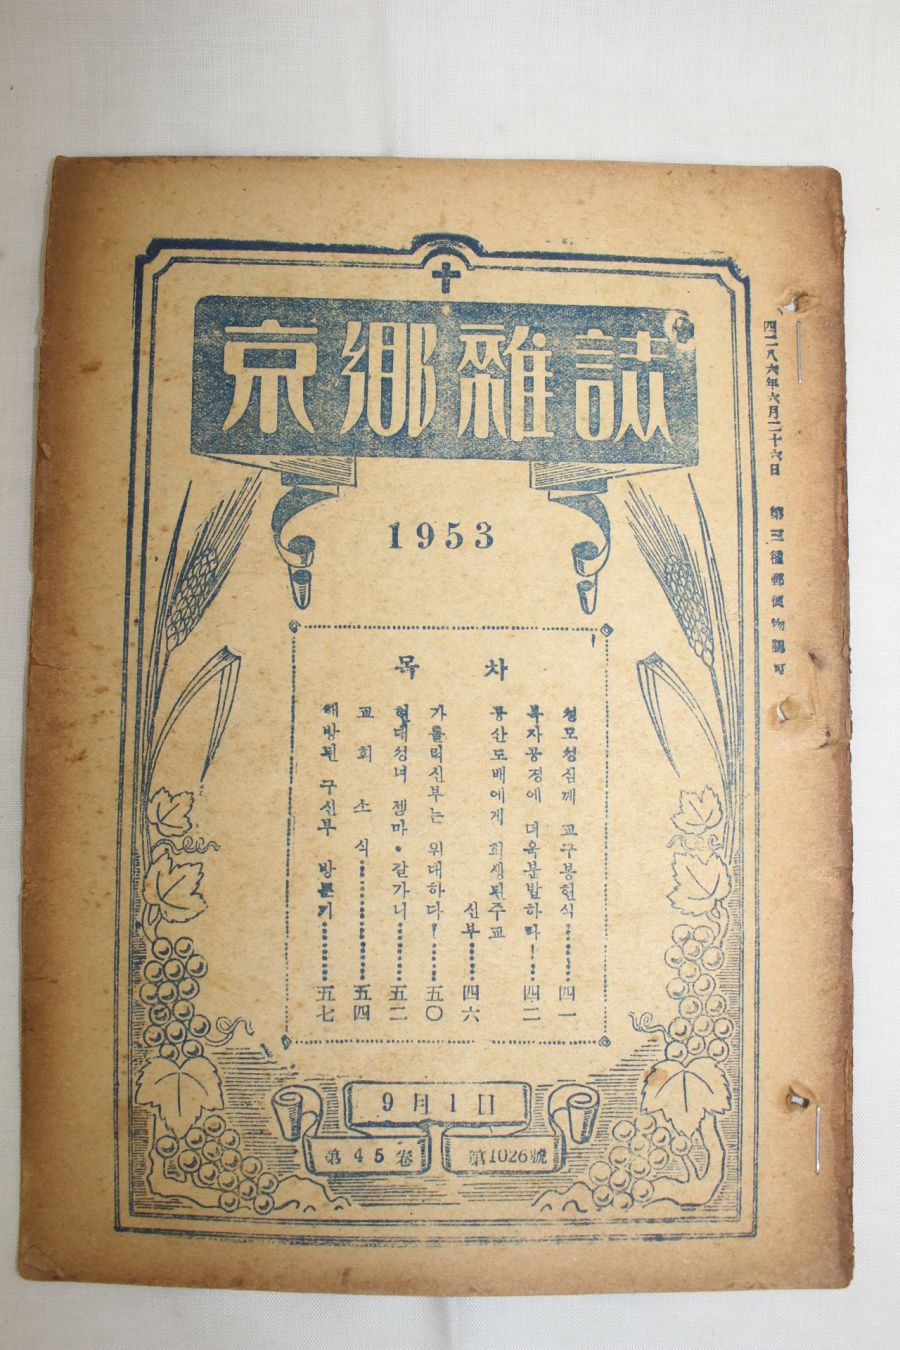 京鄕雜誌
1953
목차
성모성심께 교구봉헌식 四一
복자공경에 더욱분발하라! 四二
공산도배에게 희생된주교
신부 四六
가톨릭신부는 위대하다! 五〇
현대성녀 젬마·갈가니 五二
교회소식 五四
해방된 구신부 방문기 五七
9月1日
第45卷
第1026號
四二八六年六月二十六日 第三種郵便物認可